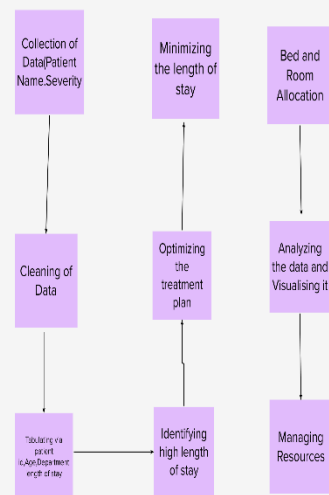 Collection of
Data(Patient
Name.Severity
Cleaning of
Data
Tabulating via
patient
id,Age,Department
length of stay
Minimizing
the length of
stay
Optimizing
the
treatment
plan
Identifying
high length
of stay
Bed and
Room
Allocation
Analyzing
the data and
Visualising it
Managing
Resources